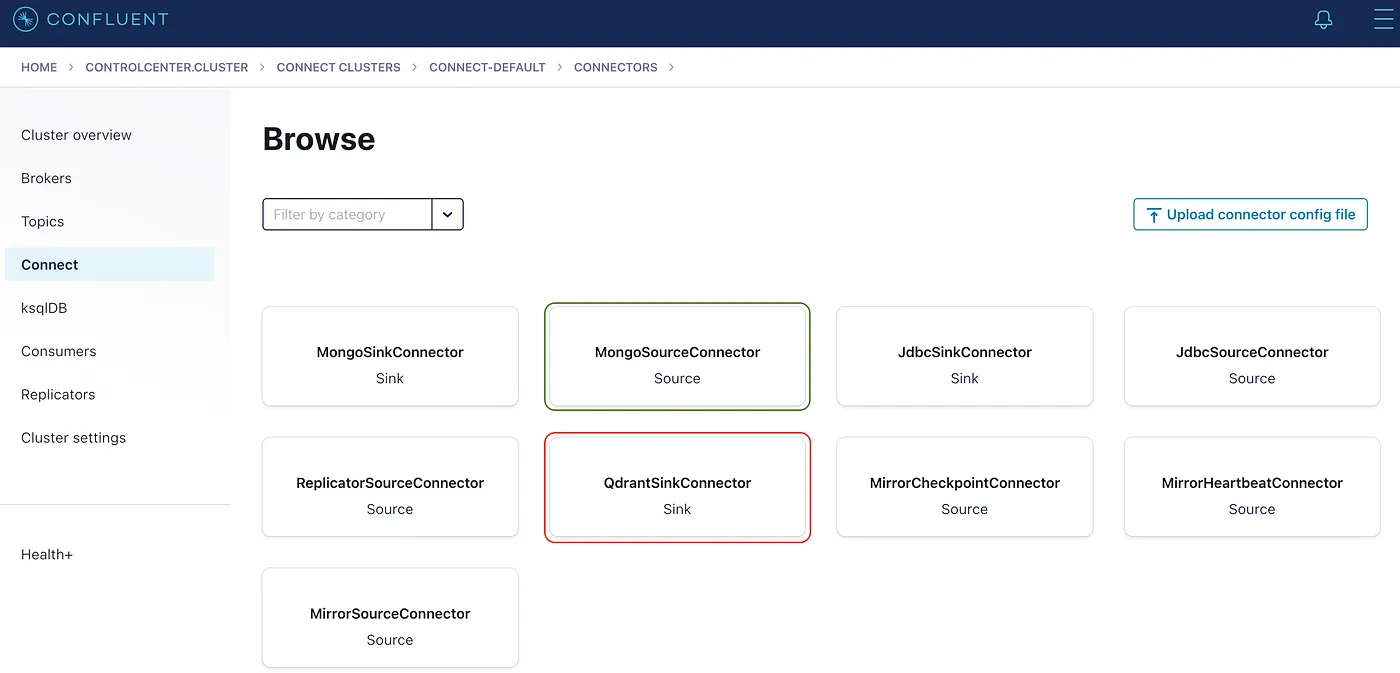 CONFLUENT
HOME > CONTROLCENTER.CLUSTER > CONNECT CLUSTERS > CONNECT-DEFAULT > CONNECTORS >
Cluster overview
Brokers
Topics
Connect
ksqlDB
Consumers
Replicators
Cluster settings
Health+
Browse
Filter by category
Upload connector config file
MongoSinkConnector
Sink
MongoSourceConnector
Source
JdbcSinkConnector
Sink
JdbcSourceConnector
Source
ReplicatorSourceConnector
Source
QdrantSinkConnector
Sink
MirrorCheckpointConnector
Source
MirrorHeartbeatConnector
Source
MirrorSourceConnector
Source